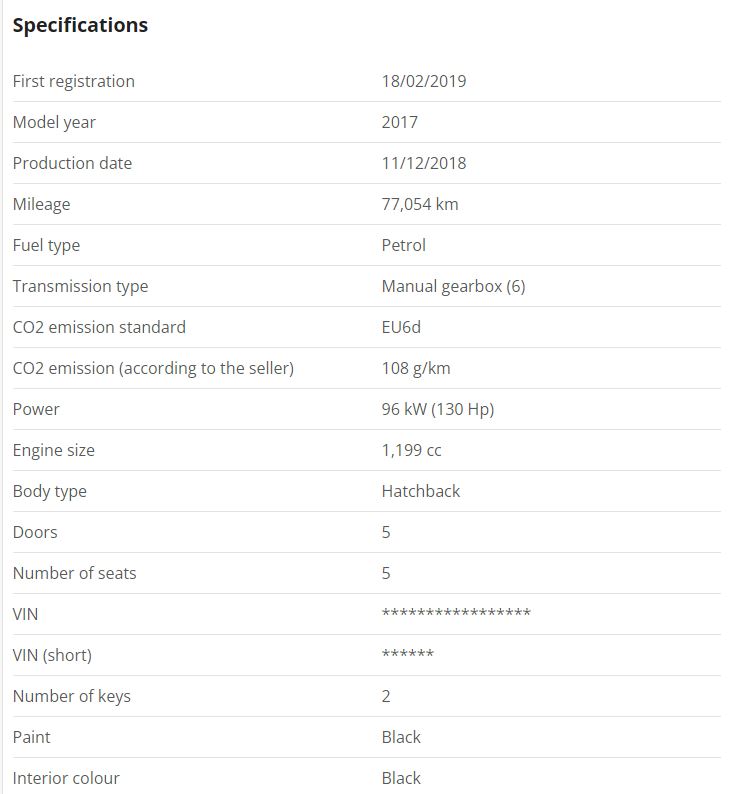 Specifications
First registration 18/02/2019
Model year 2017
Production date 11/12/2018
Mileage 77,054 km
Fuel type Petrol
Transmission type Manual gearbox (6)
CO2 emission standard EU6d
CO2 emission (according to the seller) 108 g/km
Power 96 kW (130 Hp)
Engine size 1,199 cc
Body type Hatchback
Doors 5
Number of seats 5
VIN *****************
VIN (short) ******
Number of keys 2
Paint Black
Interior colour Black